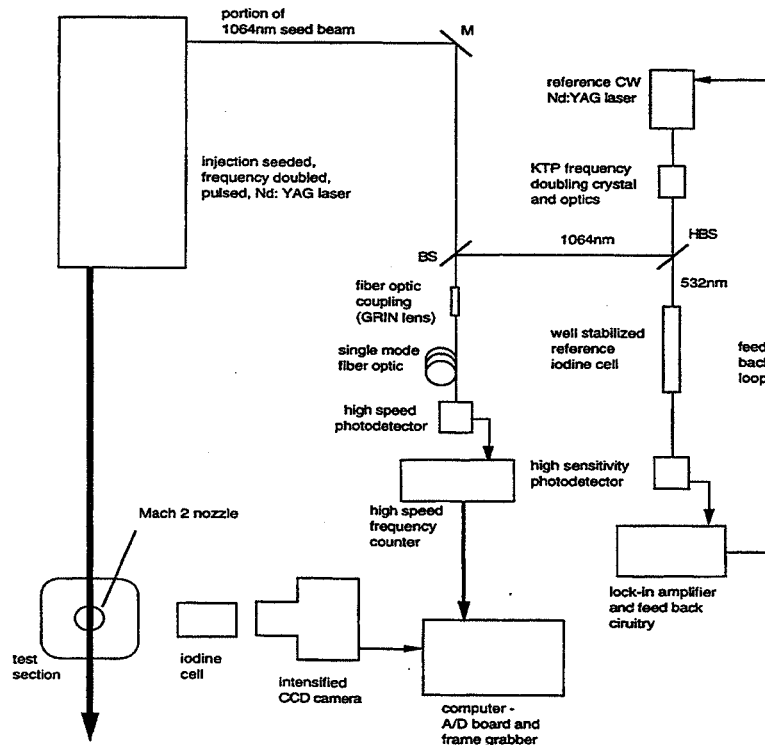 portion of
1064nm seed beam
M
reference CW
Nd:YAG laser
injection seeded,
frequency doubled,
pulsed, Nd: YAG laser
KTP frequency
doubling crystal
and optics
BS
1064nm
HBS
532nm
fiber optic
coupling
(GRIN lens)
well stabilized
reference
iodine cell
feed
back
loop
single mode
fiber optic
high speed
photodetector
high sensitivity
photodetector
Mach 2 nozzle
high speed
frequency
counter
lock-in amplifier
and feed back
ciruitry
test
section
iodine
cell
intensified
CCD camera
computer -
A/D board and
frame grabber